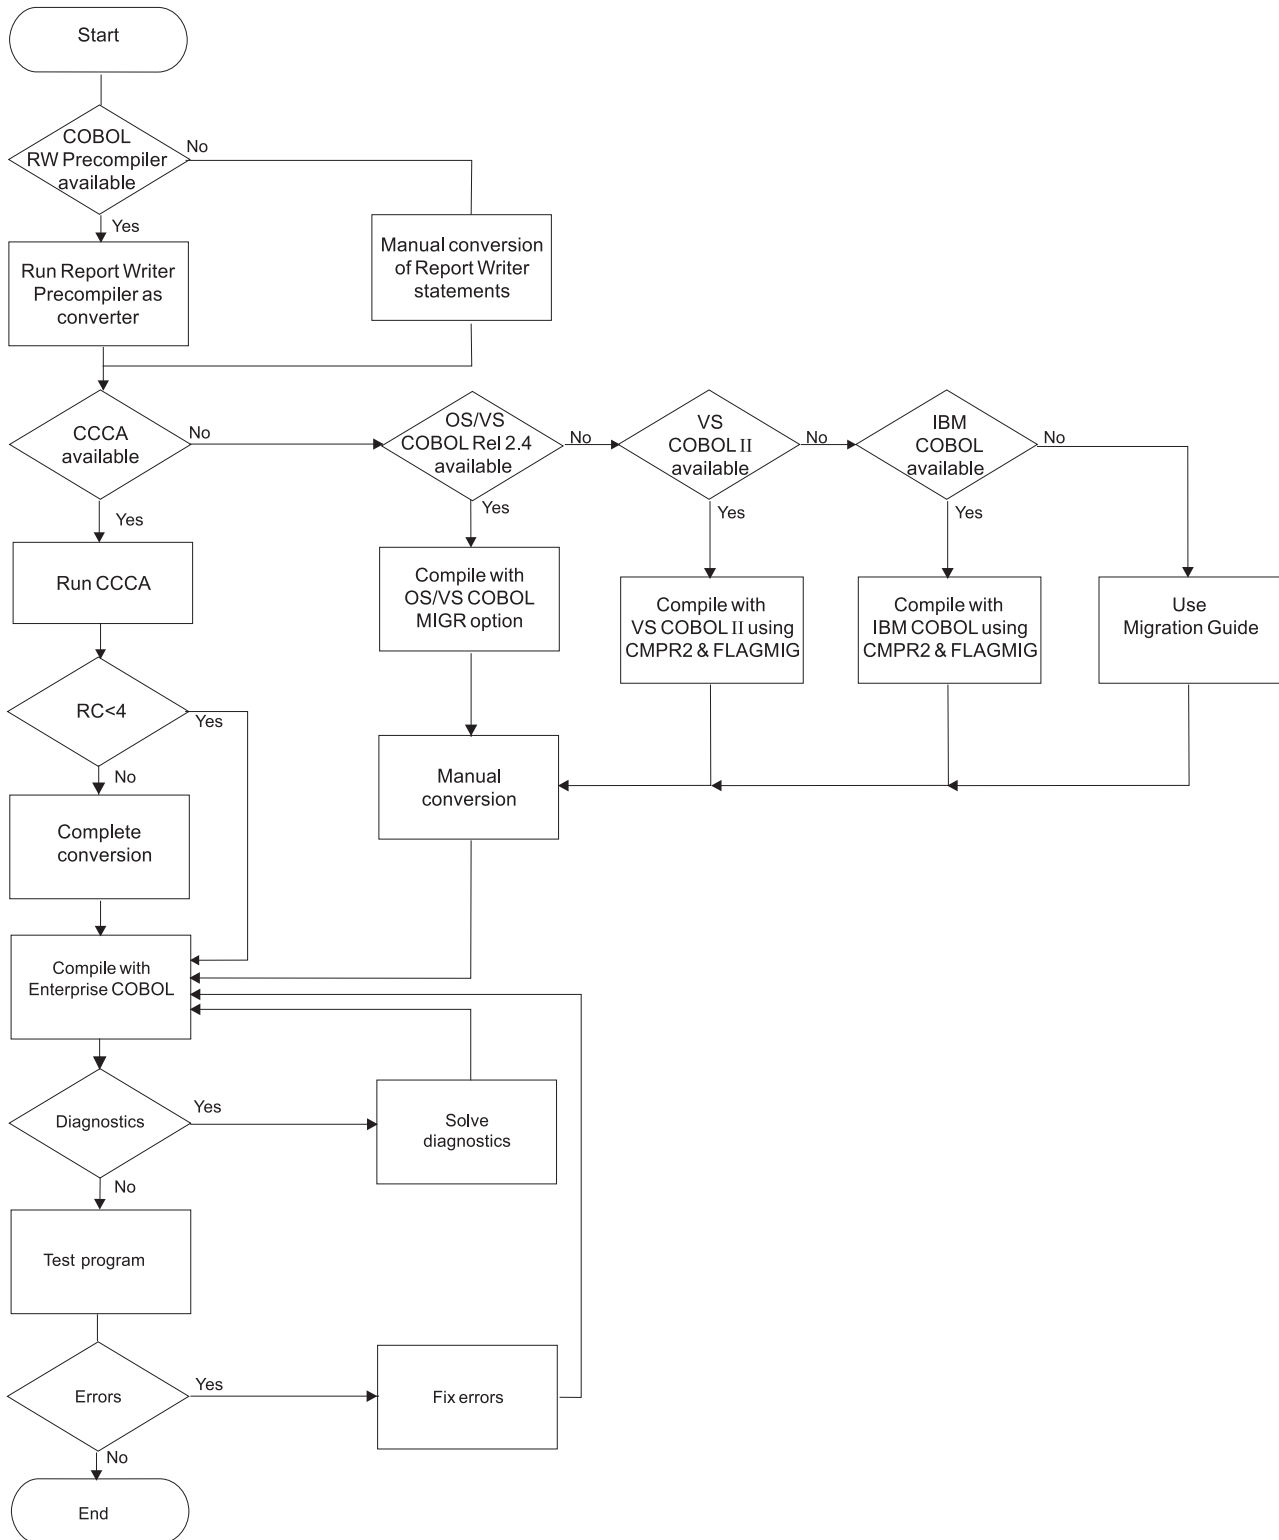 Start
COBOL
RW Precompiler
available
No
Yes
Run Report Writer
Precompiler as
converter
Manual conversion
of Report Writer
statements
CCCA
available
No
OS/VS
COBOL Rel 2.4
available
No
VS
COBOL II
available
No
IBM
COBOL
available
No
Yes
Yes
Yes
Yes
Run CCCA
Compile with
OS/VS COBOL
MIGR option
Compile with
VS COBOL II using
CMPR2 & FLAGMIG
Compile with
IBM COBOL using
CMPR2 & FLAGMIG
Use
Migration Guide
RC<4
Yes
No
Manual
conversion
Complete
conversion
Compile with
Enterprise COBOL
Diagnostics
Yes
Solve
diagnostics
No
Test program
Errors
Yes
Fix errors
No
End